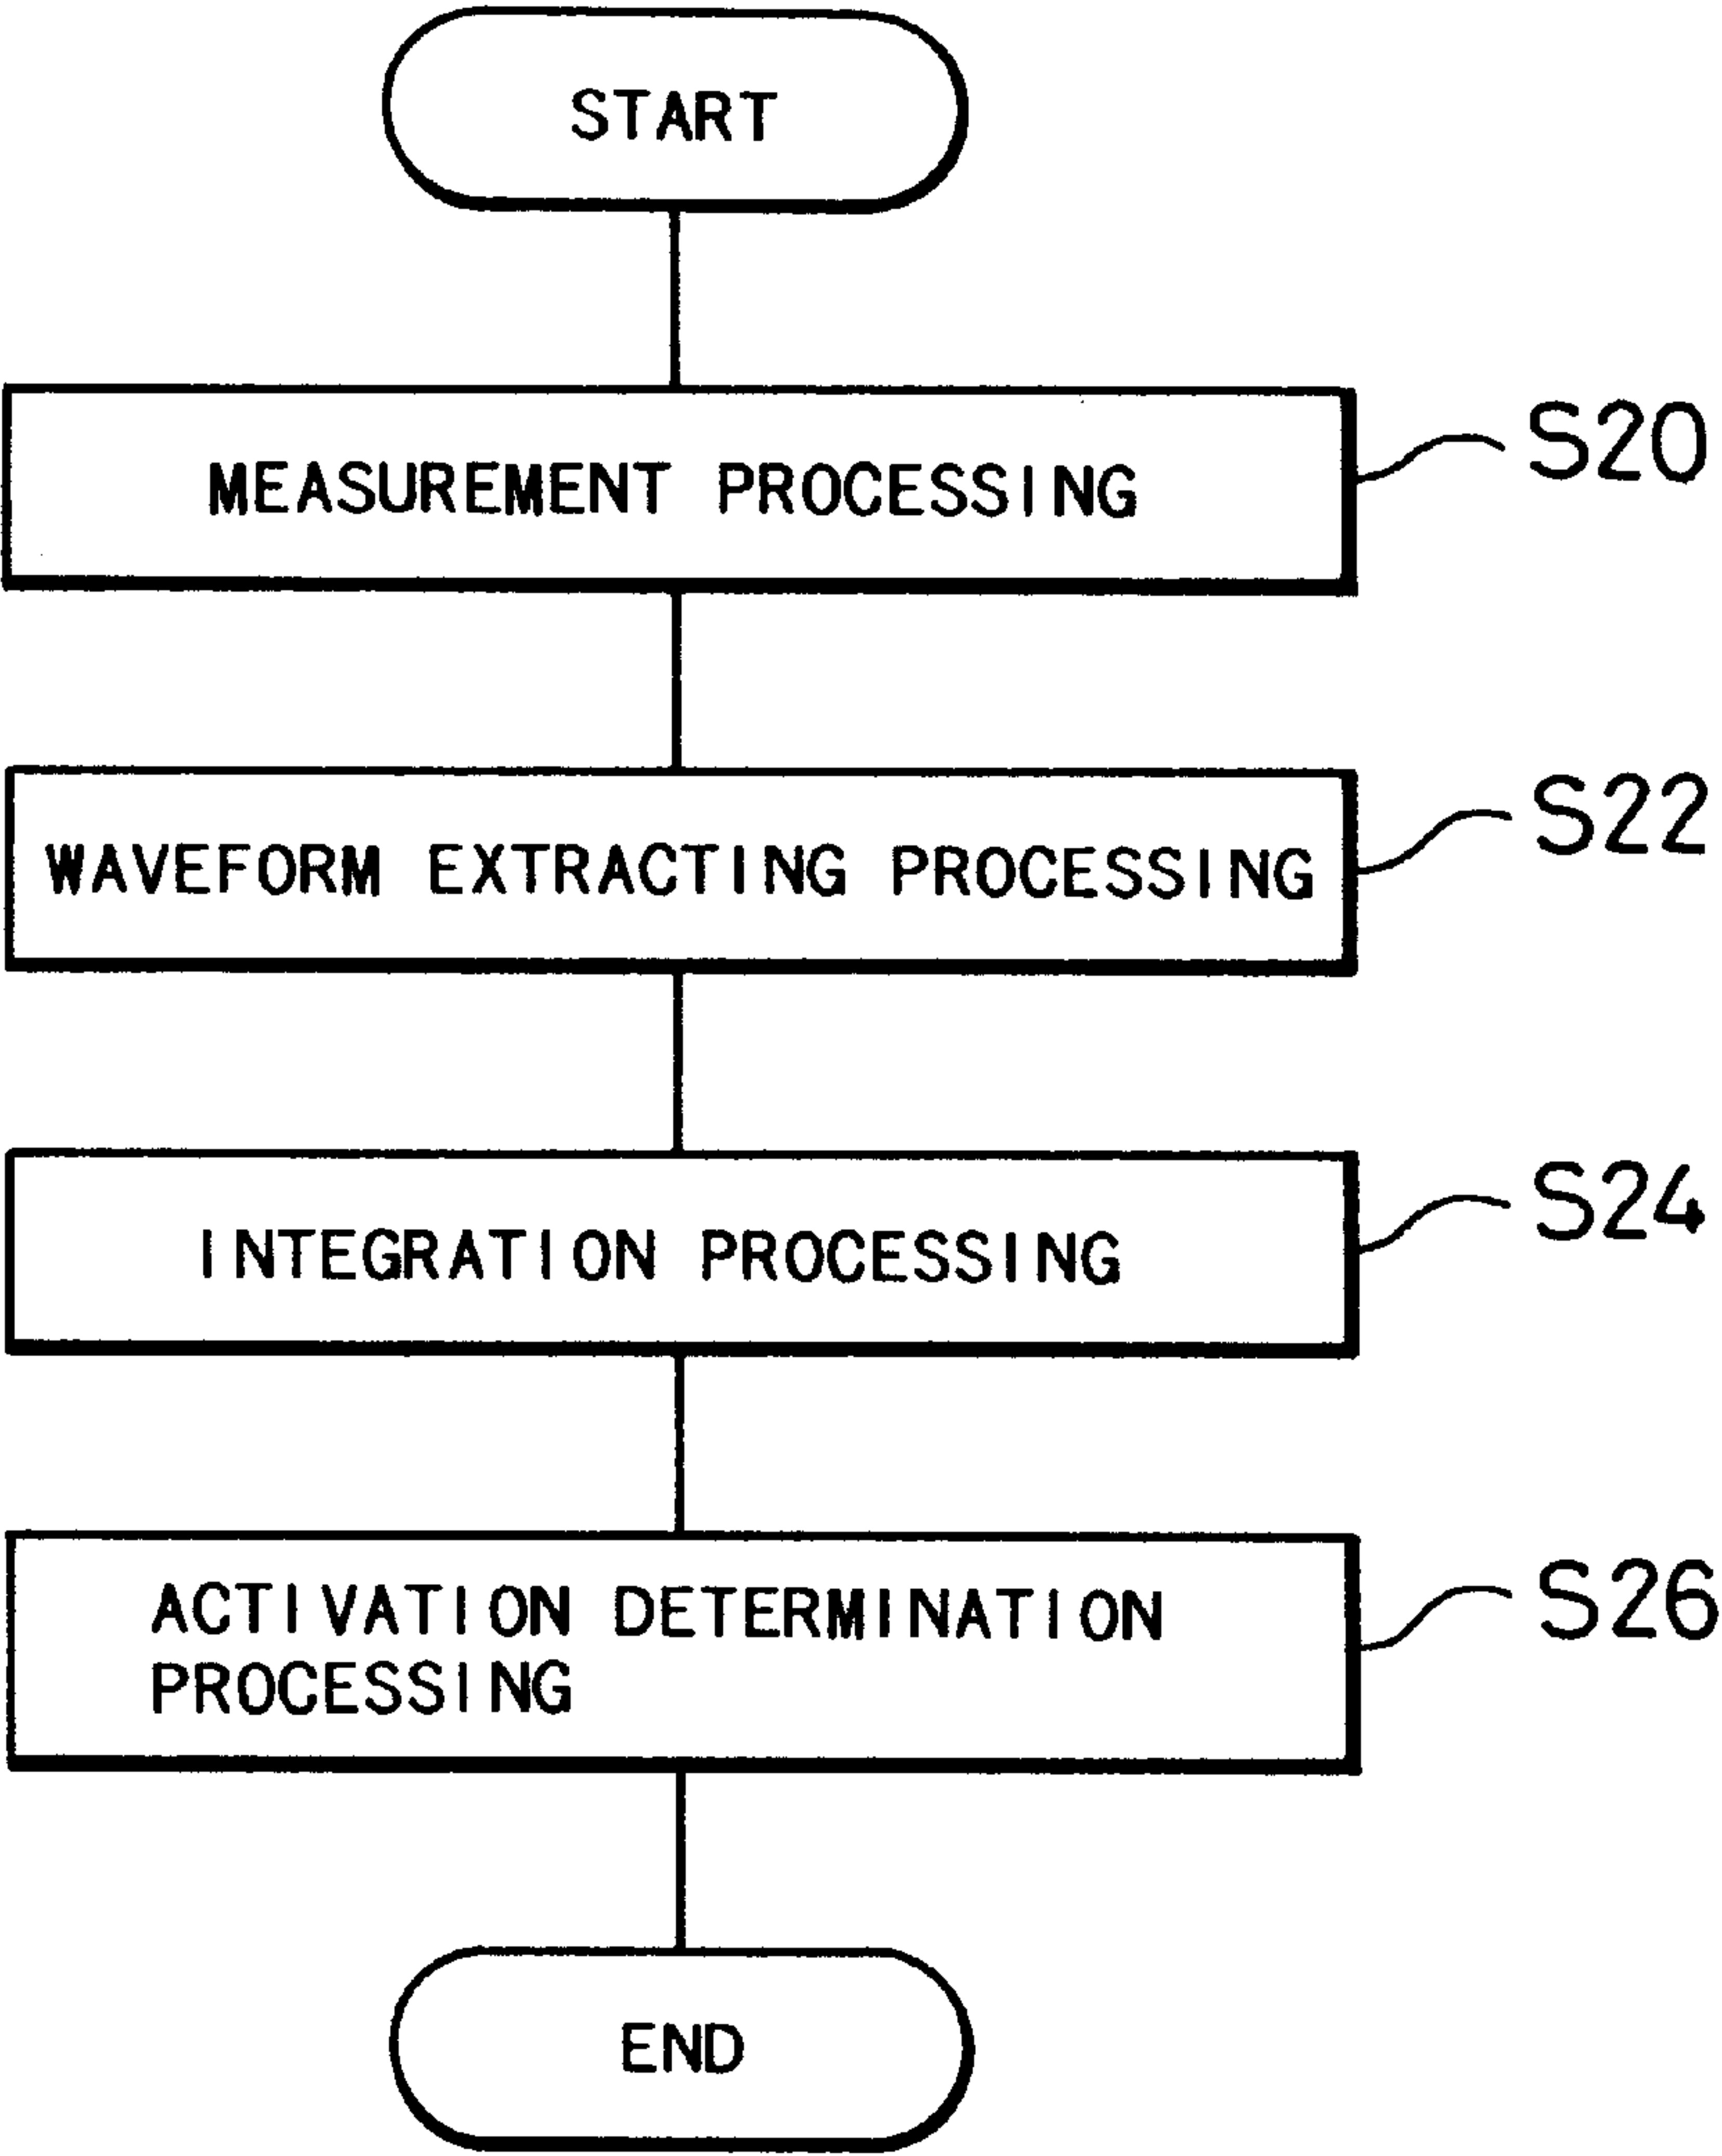 START
MEASUREMENT PROCESSING
S20
WAVEFORM EXTRACTING PROCESSING
S22
INTEGRATION PROCESSING
S24
ACTIVATION DETERMINATION
PROCESSING
S26
END